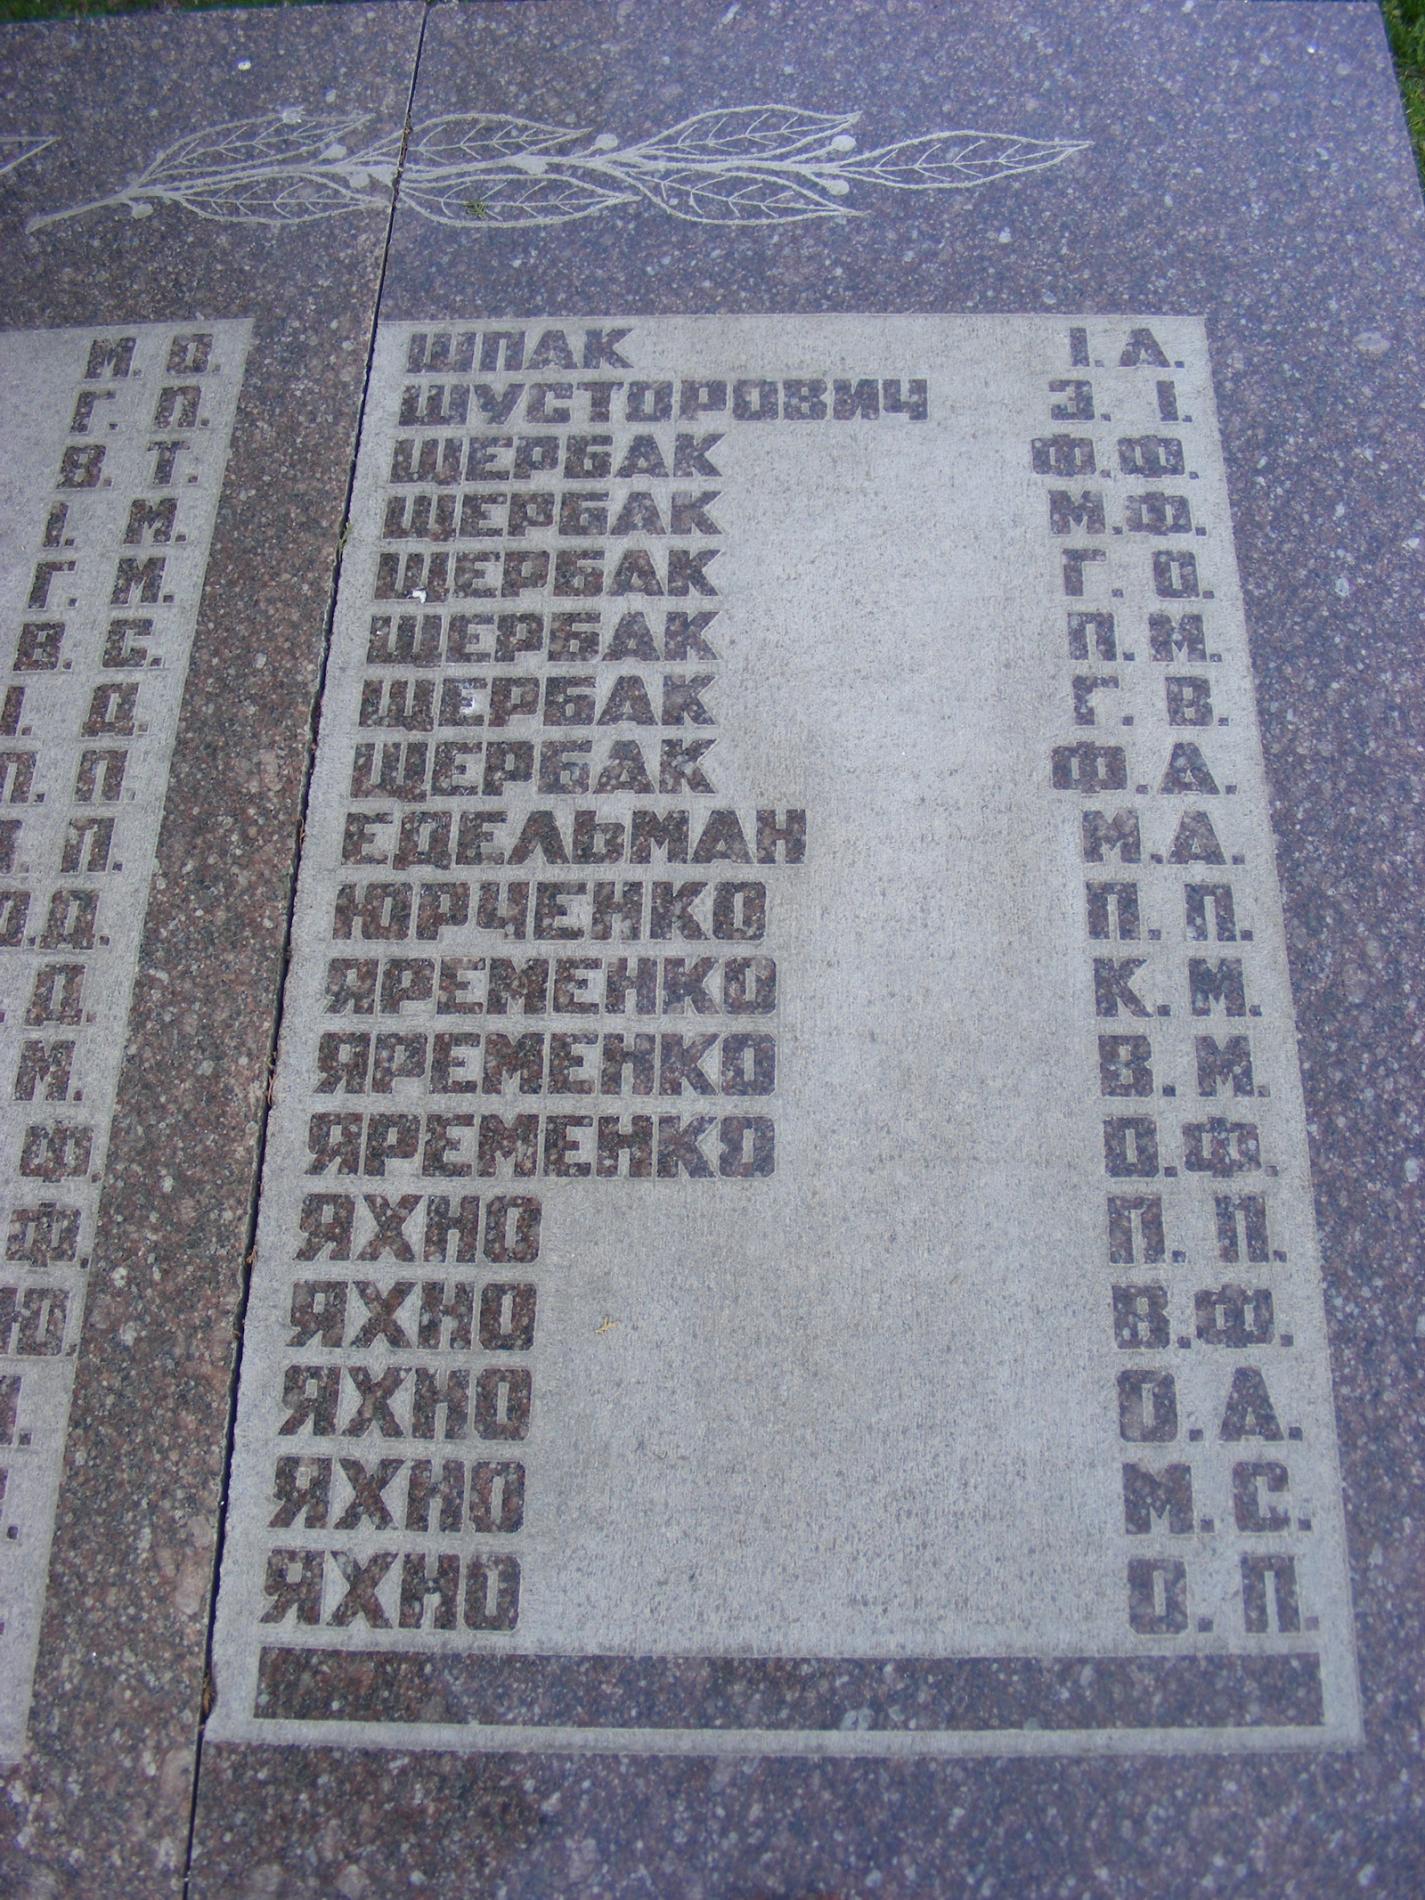 М. О.
Г. П.
В. Т.
І. М.
Г. М.
В. С.
І. Д.
П. П.
П.
Д.
Д.
М.
Ф.
Ф.
Ю.
ШПАК І. А.
ШУСТОРОВИЧ З. І.
ЩЕРБАК Ф.Ф.
ЩЕРБАК М.Ф.
ЩЕРБАК Г. О.
ЩЕРБАК П. М.
ЩЕРБАК Г. В.
ЩЕРБАК Ф. А.
ЕДЕЛЬМАН М.А.
ЮРЧЕНКО П. П.
ЯРЕМЕНКО К. М.
ЯРЕМЕНКО В. М.
ЯРЕМЕНКО О.Ф.
ЯХНО П. П.
ЯХНО В.Ф.
ЯХНО О. А.
ЯХНО М. С.
ЯХНО О. П.